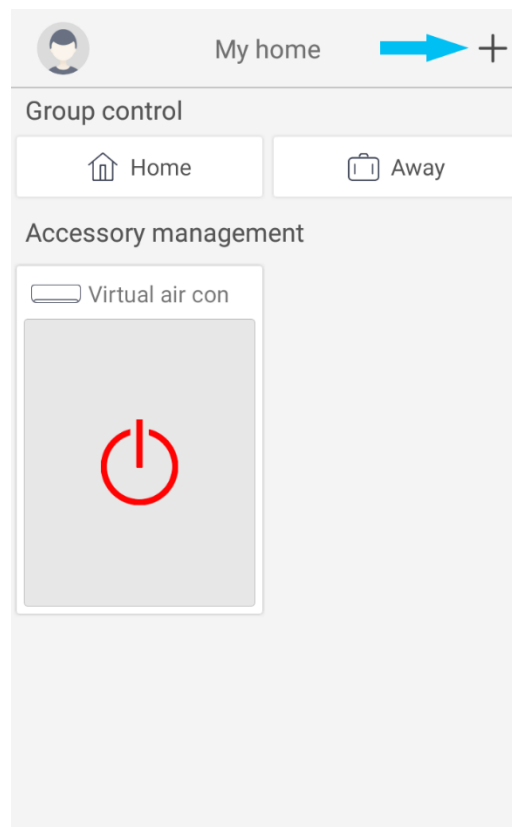 My home
Group control
Home
Away
Accessory management
Virtual air con